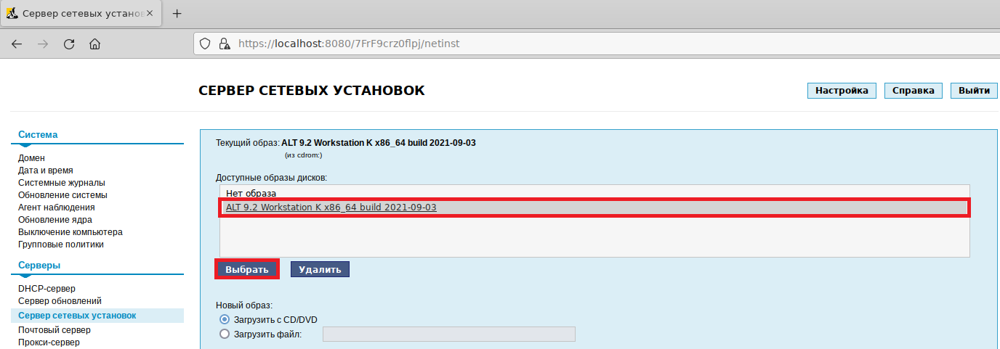 Сервер сетевых установ
https://localhost:8080/7FrF9crz0flpj/netinst
СЕРВЕР СЕТЕВЫХ УСТАНОВОК
Настройка
Справка
Выйти
Система
Домен
Дата и время
Системные журналы
Обновление системы
Агент наблюдения
Обновление ядра
Выключение компьютера
Групповые политики
Серверы
DHCP-сервер
Сервер обновлений
Сервер сетевых установок
Почтовый сервер
Прокси-сервер
Текущий образ: ALT 9.2 Workstation K x86_64 build 2021-09-03
(из cdrom:)
Доступные образы дисков:
Нет образа
ALT 9.2 Workstation K x86_64 build 2021-09-03
Выбрать
Удалить
Новый образ:
Загрузить с CD/DVD
Загрузить файл: